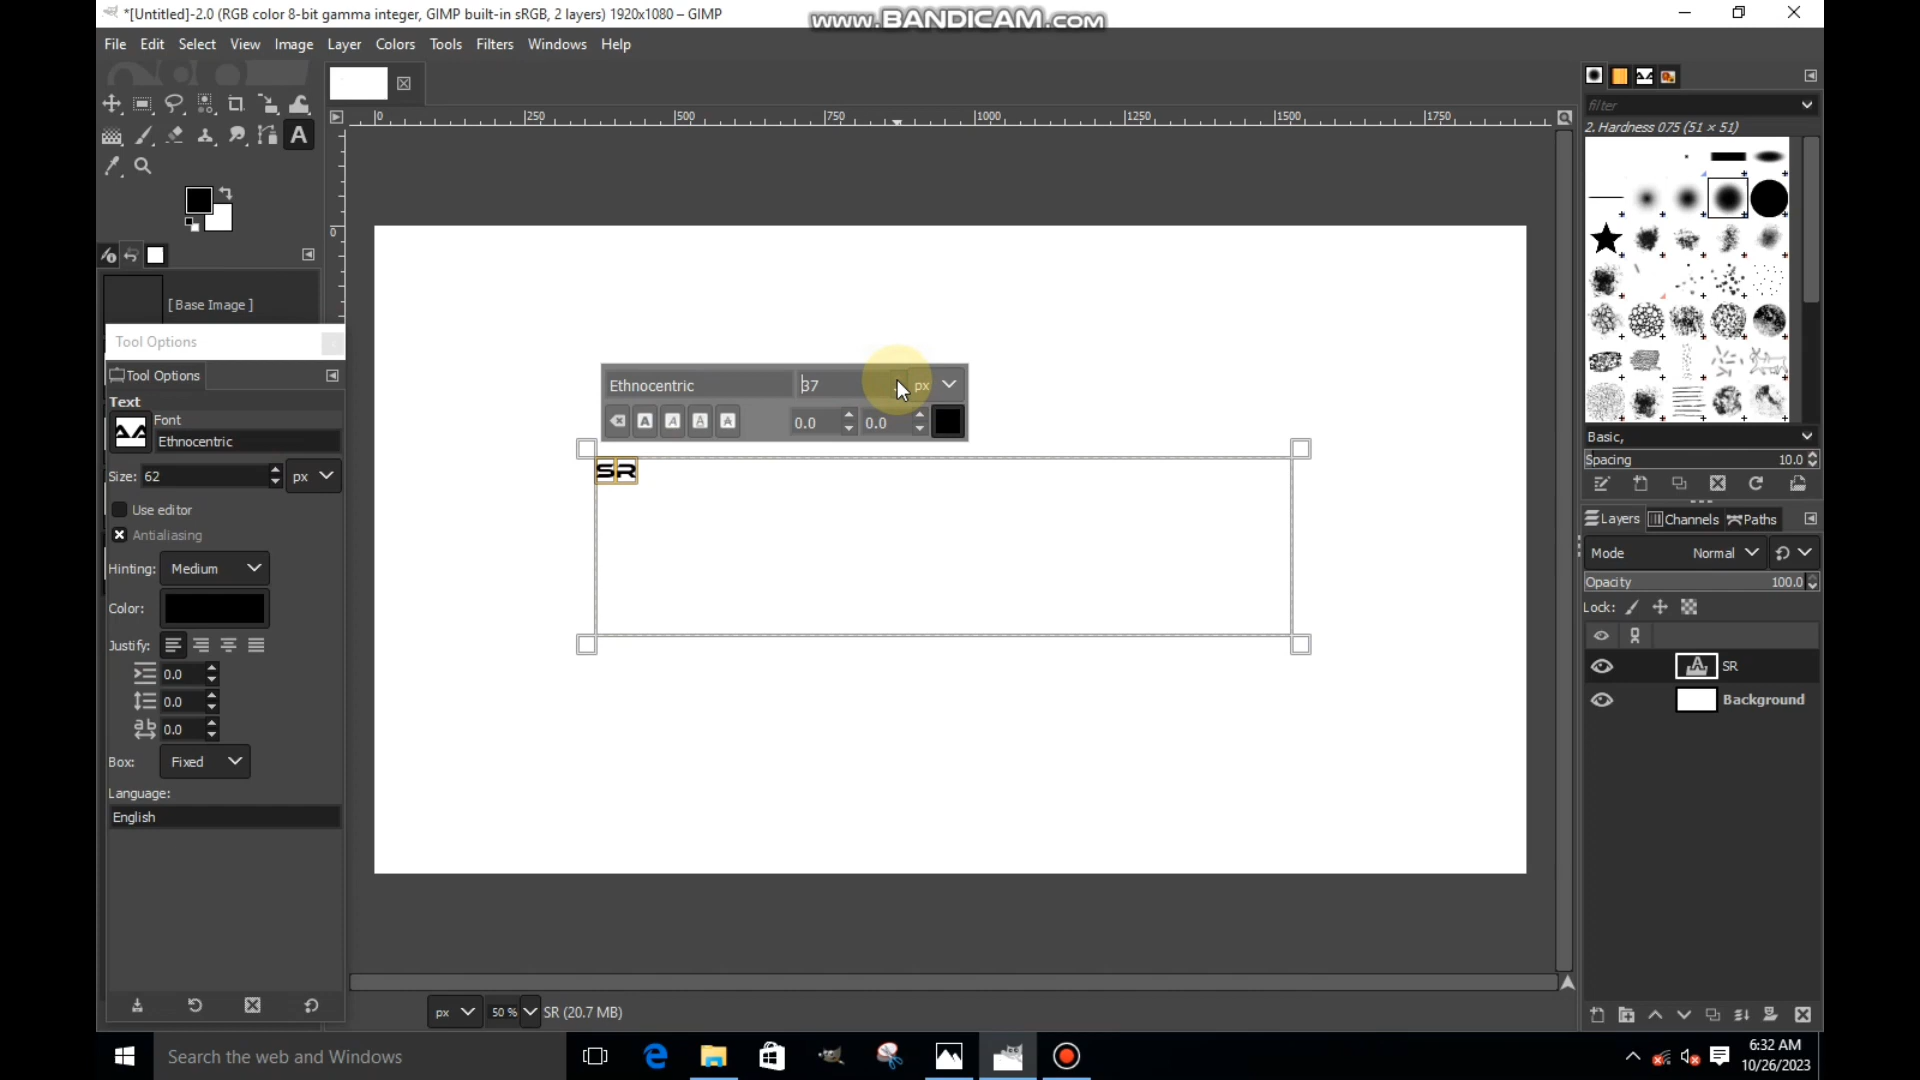 *[Untitled]-2.0 (RGB color 8-bit gamma integer, GIMP built-in sRGB, 2 layers) 1920x1080 – GIMP
www.BANDICAM.com
File Edit Select View Image Layer Colors Tools Filters Windows Help
0 250 500 750 1000 1250 1500 1750
filter
2. Hardness 075 (51 × 51)
0
[ Base Image ]
Tool Options
Tool Options
Text
Font
Ethnocentric
Size: 62 px
Use editor
Antialiasing
Hinting: Medium
Color:
Justify:
0.0
0.0
0.0
Box: Fixed
Language:
English
Ethnocentric 37 px
0.0 0.0
SR
Basic,
Spacing 10.0
Layers Channels Paths
Mode Normal
Opacity 100.0
Lock:
SR
Background
px 50 % SR (20.7 MB)
Search the web and Windows
6:32 AM
10/26/2023